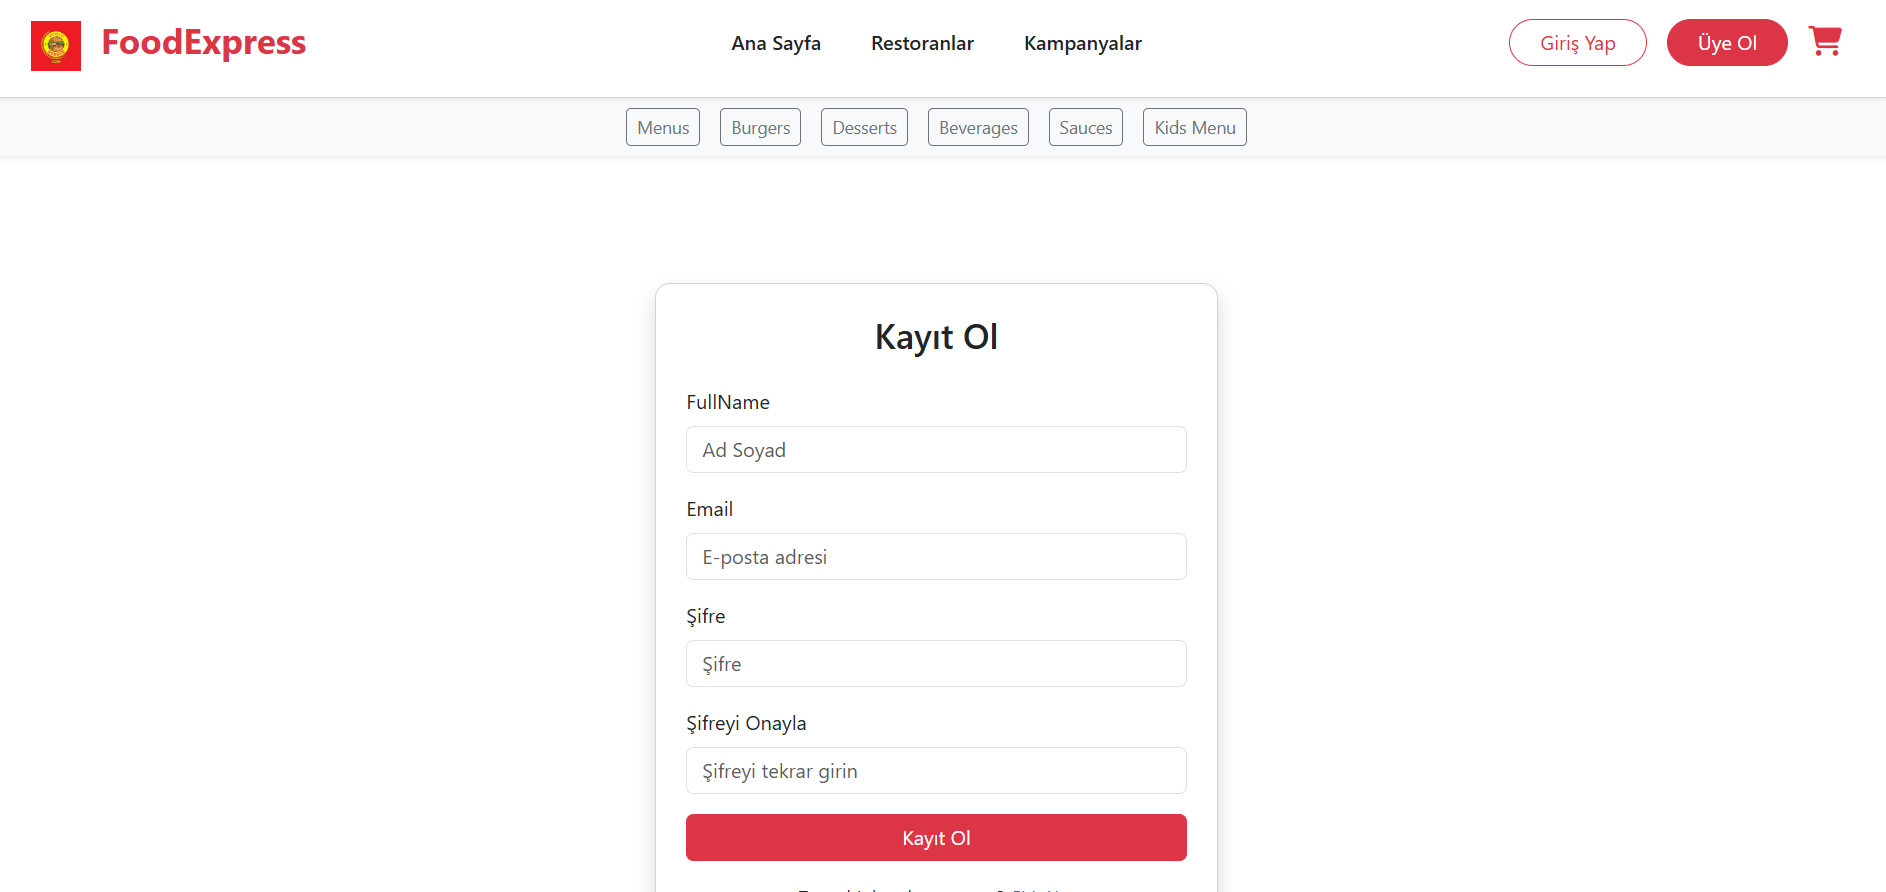 FoodExpress
Ana Sayfa
Restoranlar
Kampanyalar
Giriş Yap
Üye Ol
Menus
Burgers
Desserts
Beverages
Sauces
Kids Menu
Kayıt Ol
FullName
Ad Soyad
Email
E-posta adresi
Şifre
Şifre
Şifreyi Onayla
Şifreyi tekrar girin
Kayıt Ol